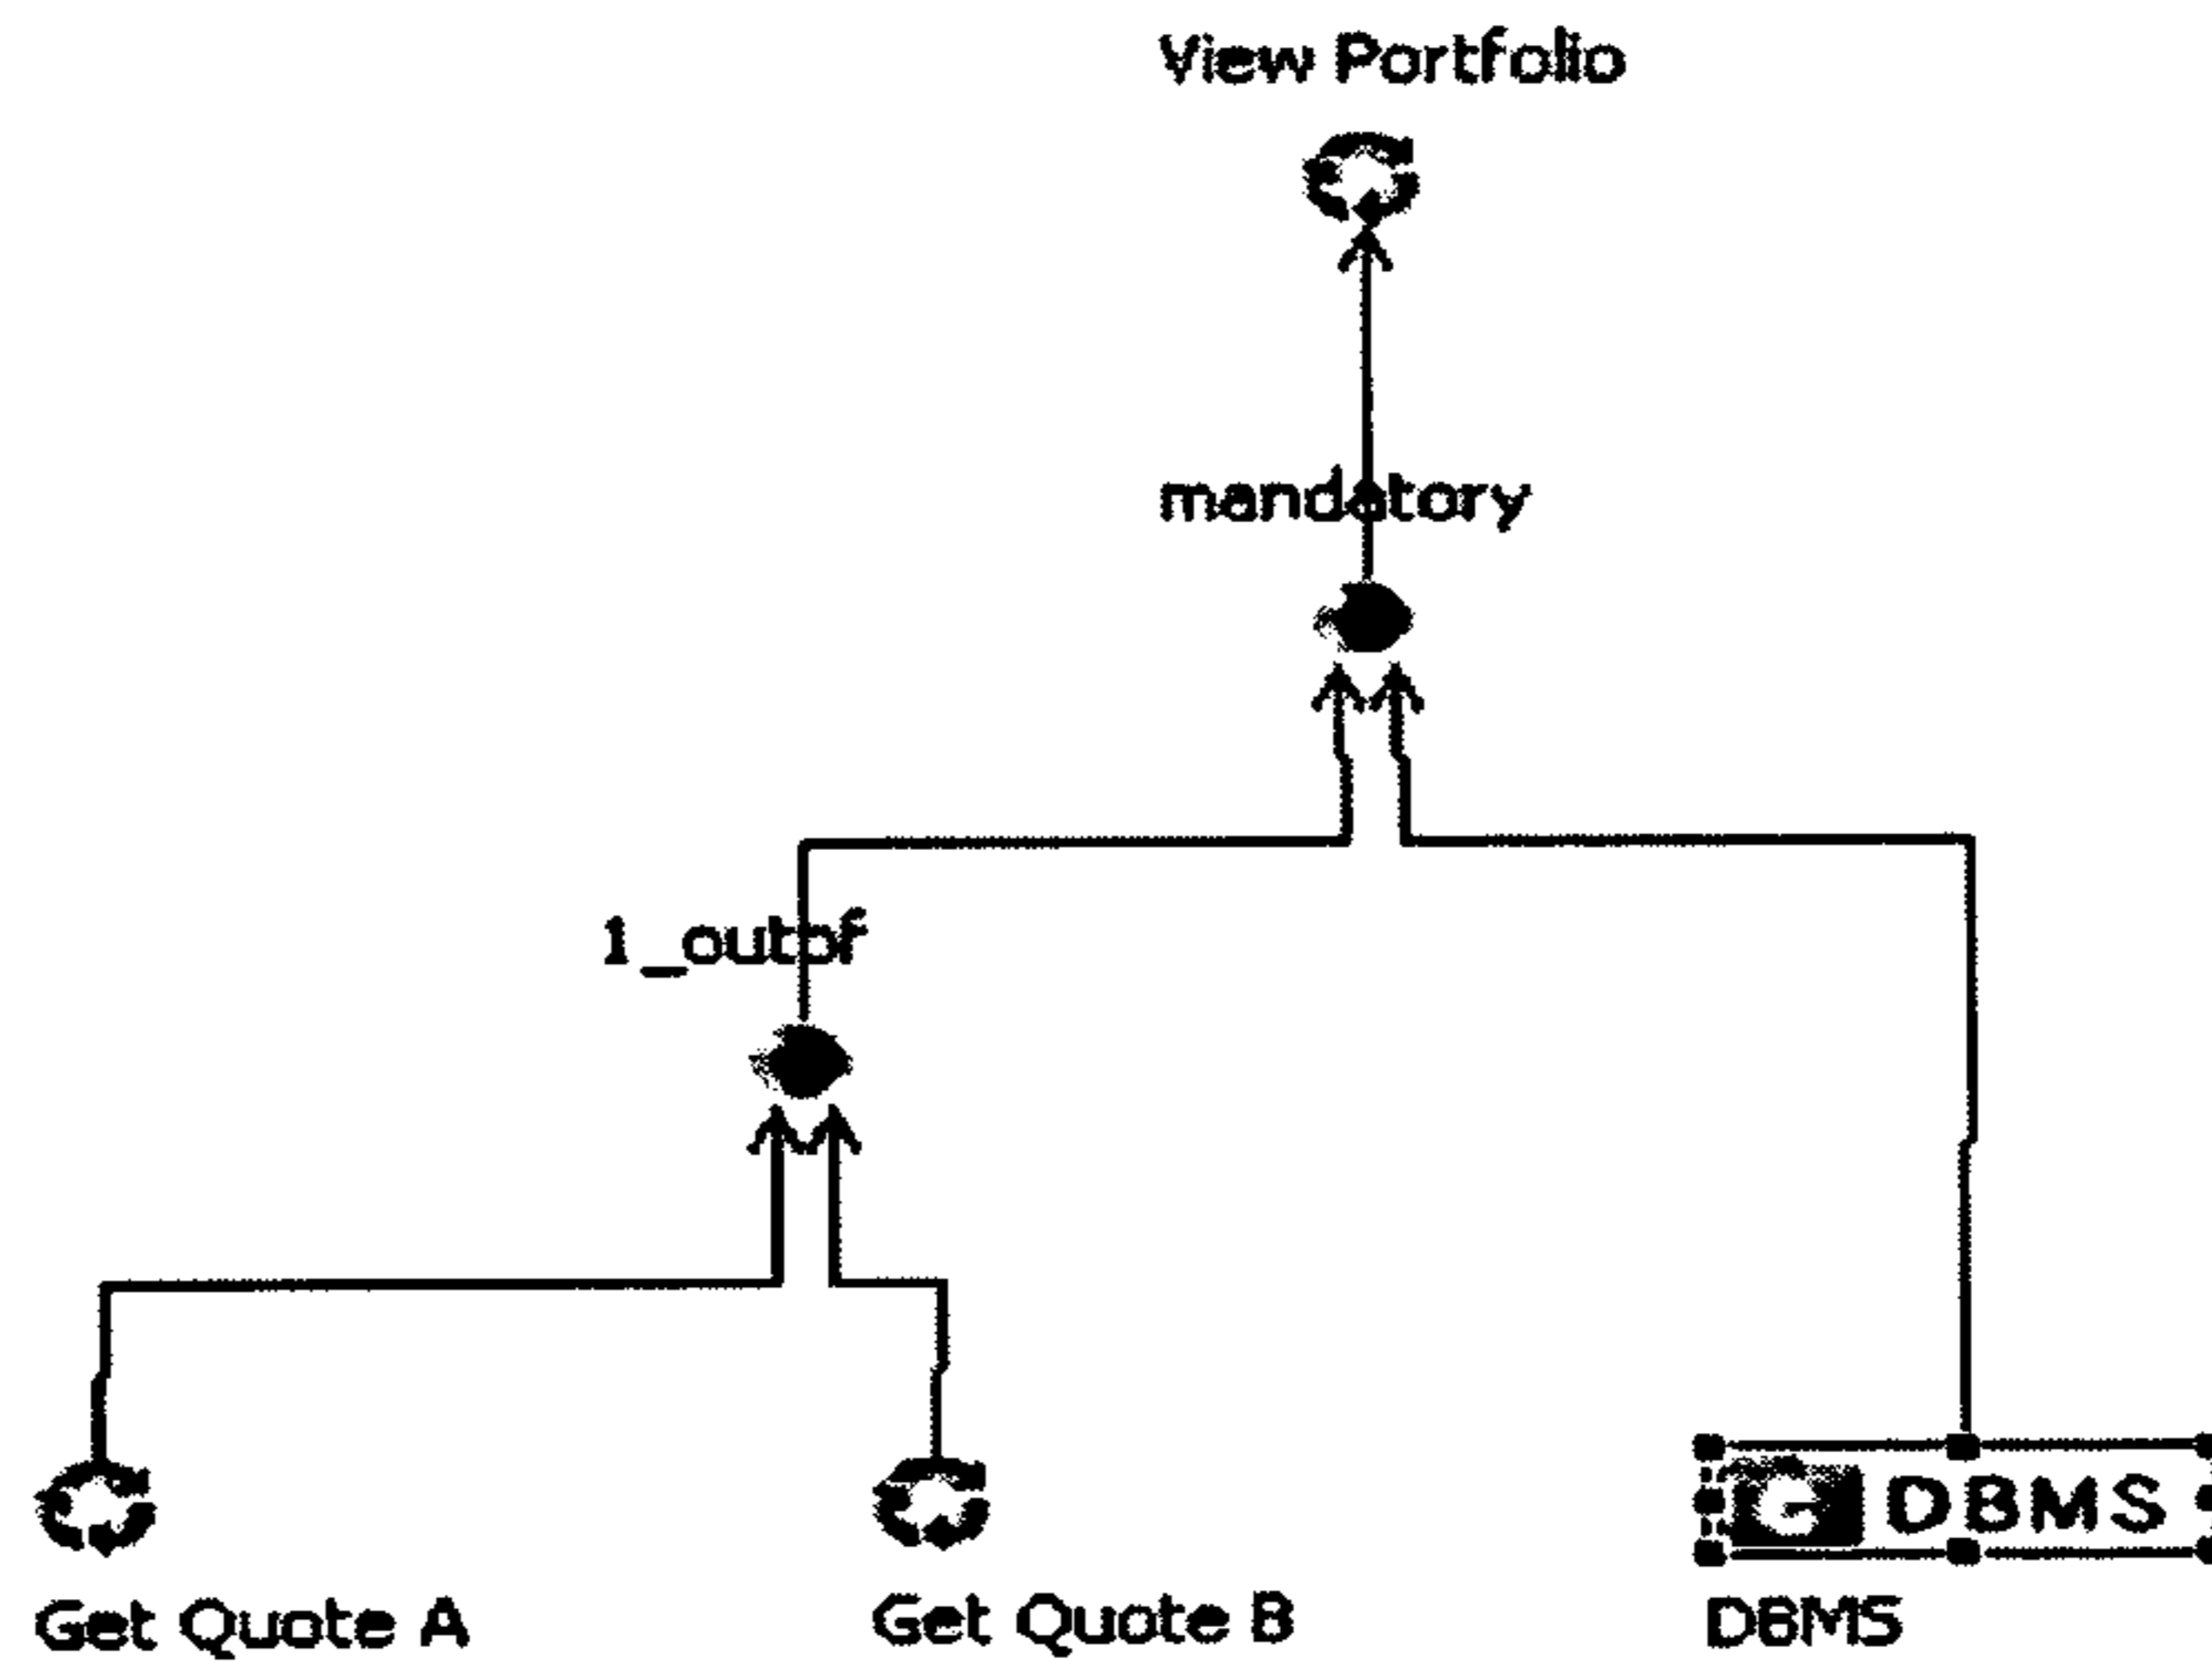 View Portfolio
mandatory
1_outof
DBMS
Get Quote A
Get Quote B
DBMS